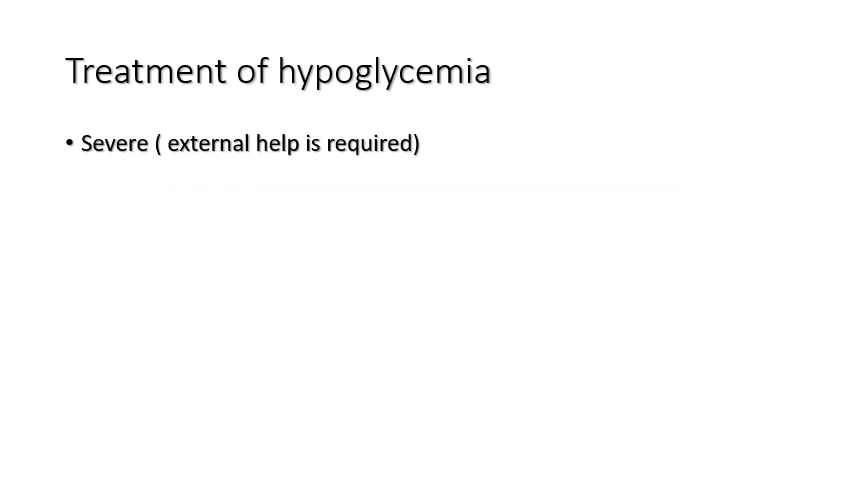 Treatment of hypoglycemia
• Severe ( external help is required)